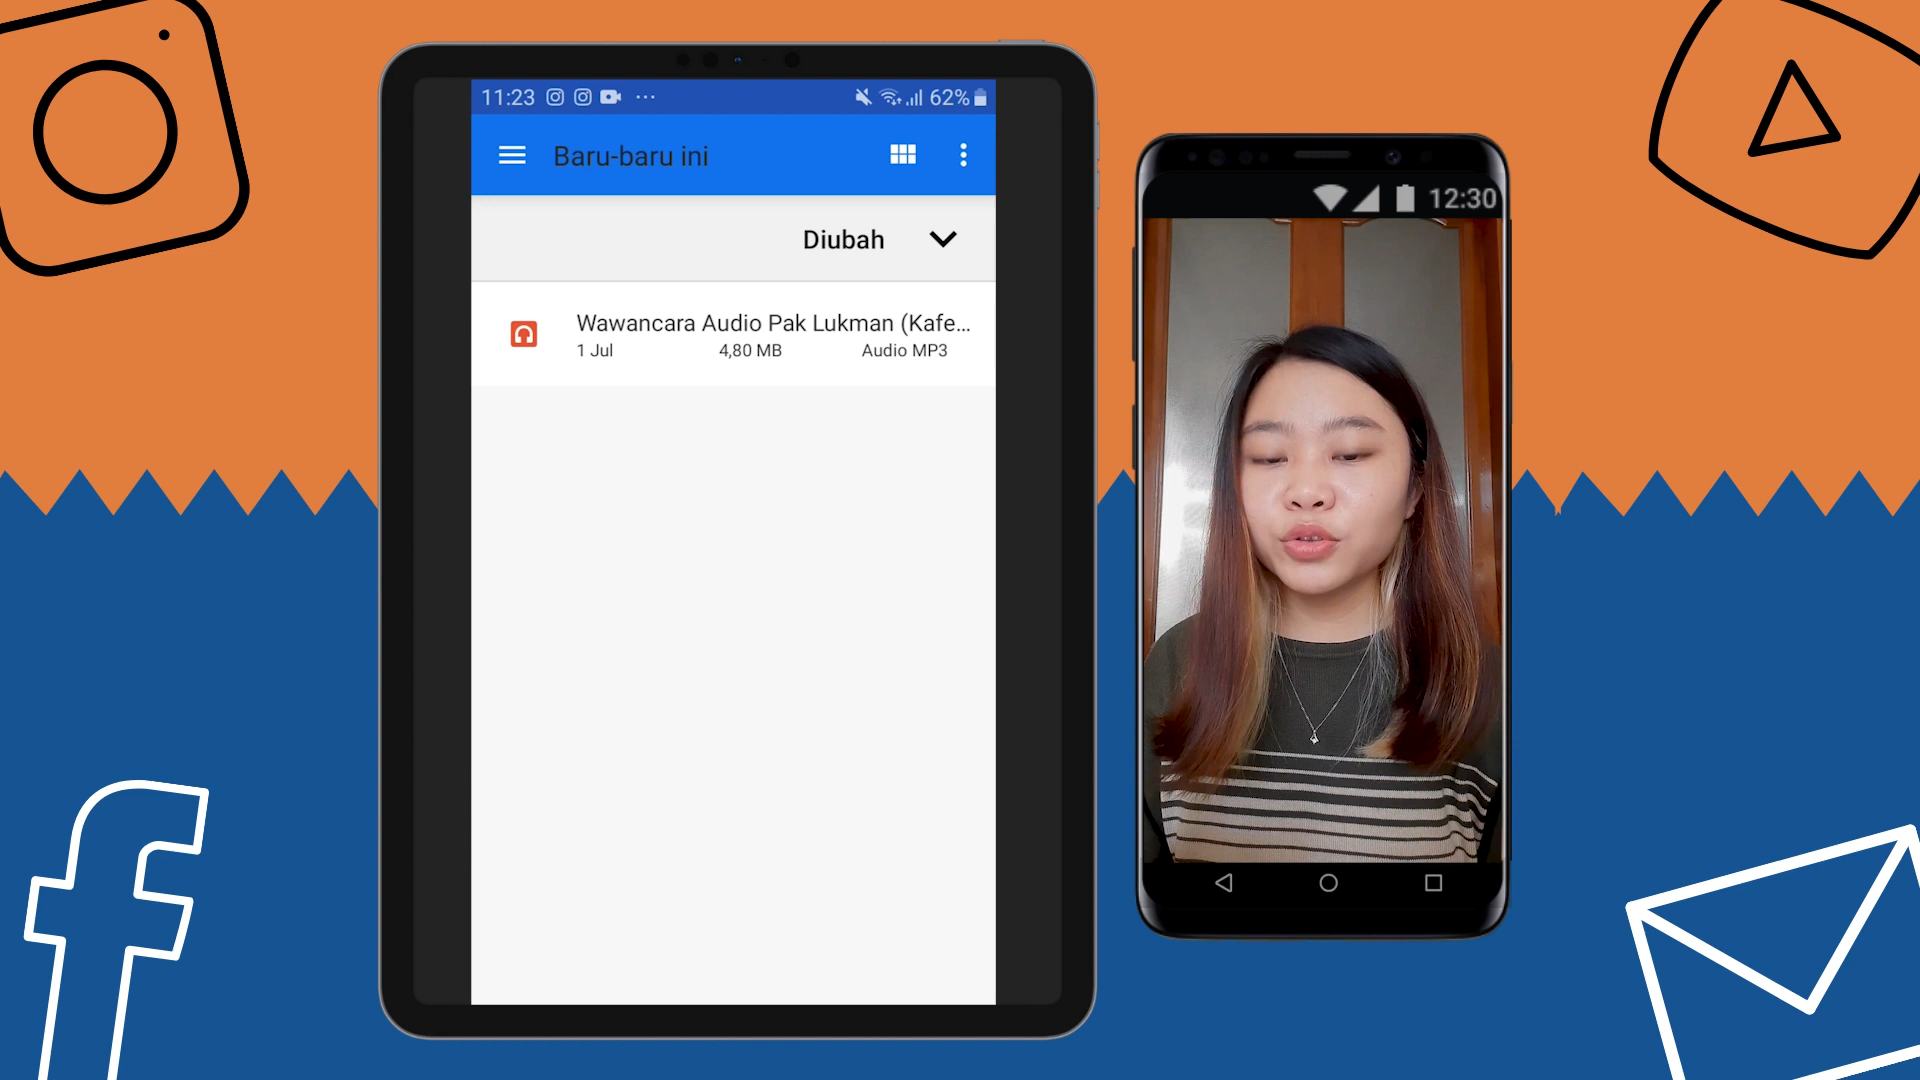 11:23 62%
Baru-baru ini
Diubah
Wawancara Audio Pak Lukman (Kafe...
1 Jul 4,80 MB Audio MP3
12:30